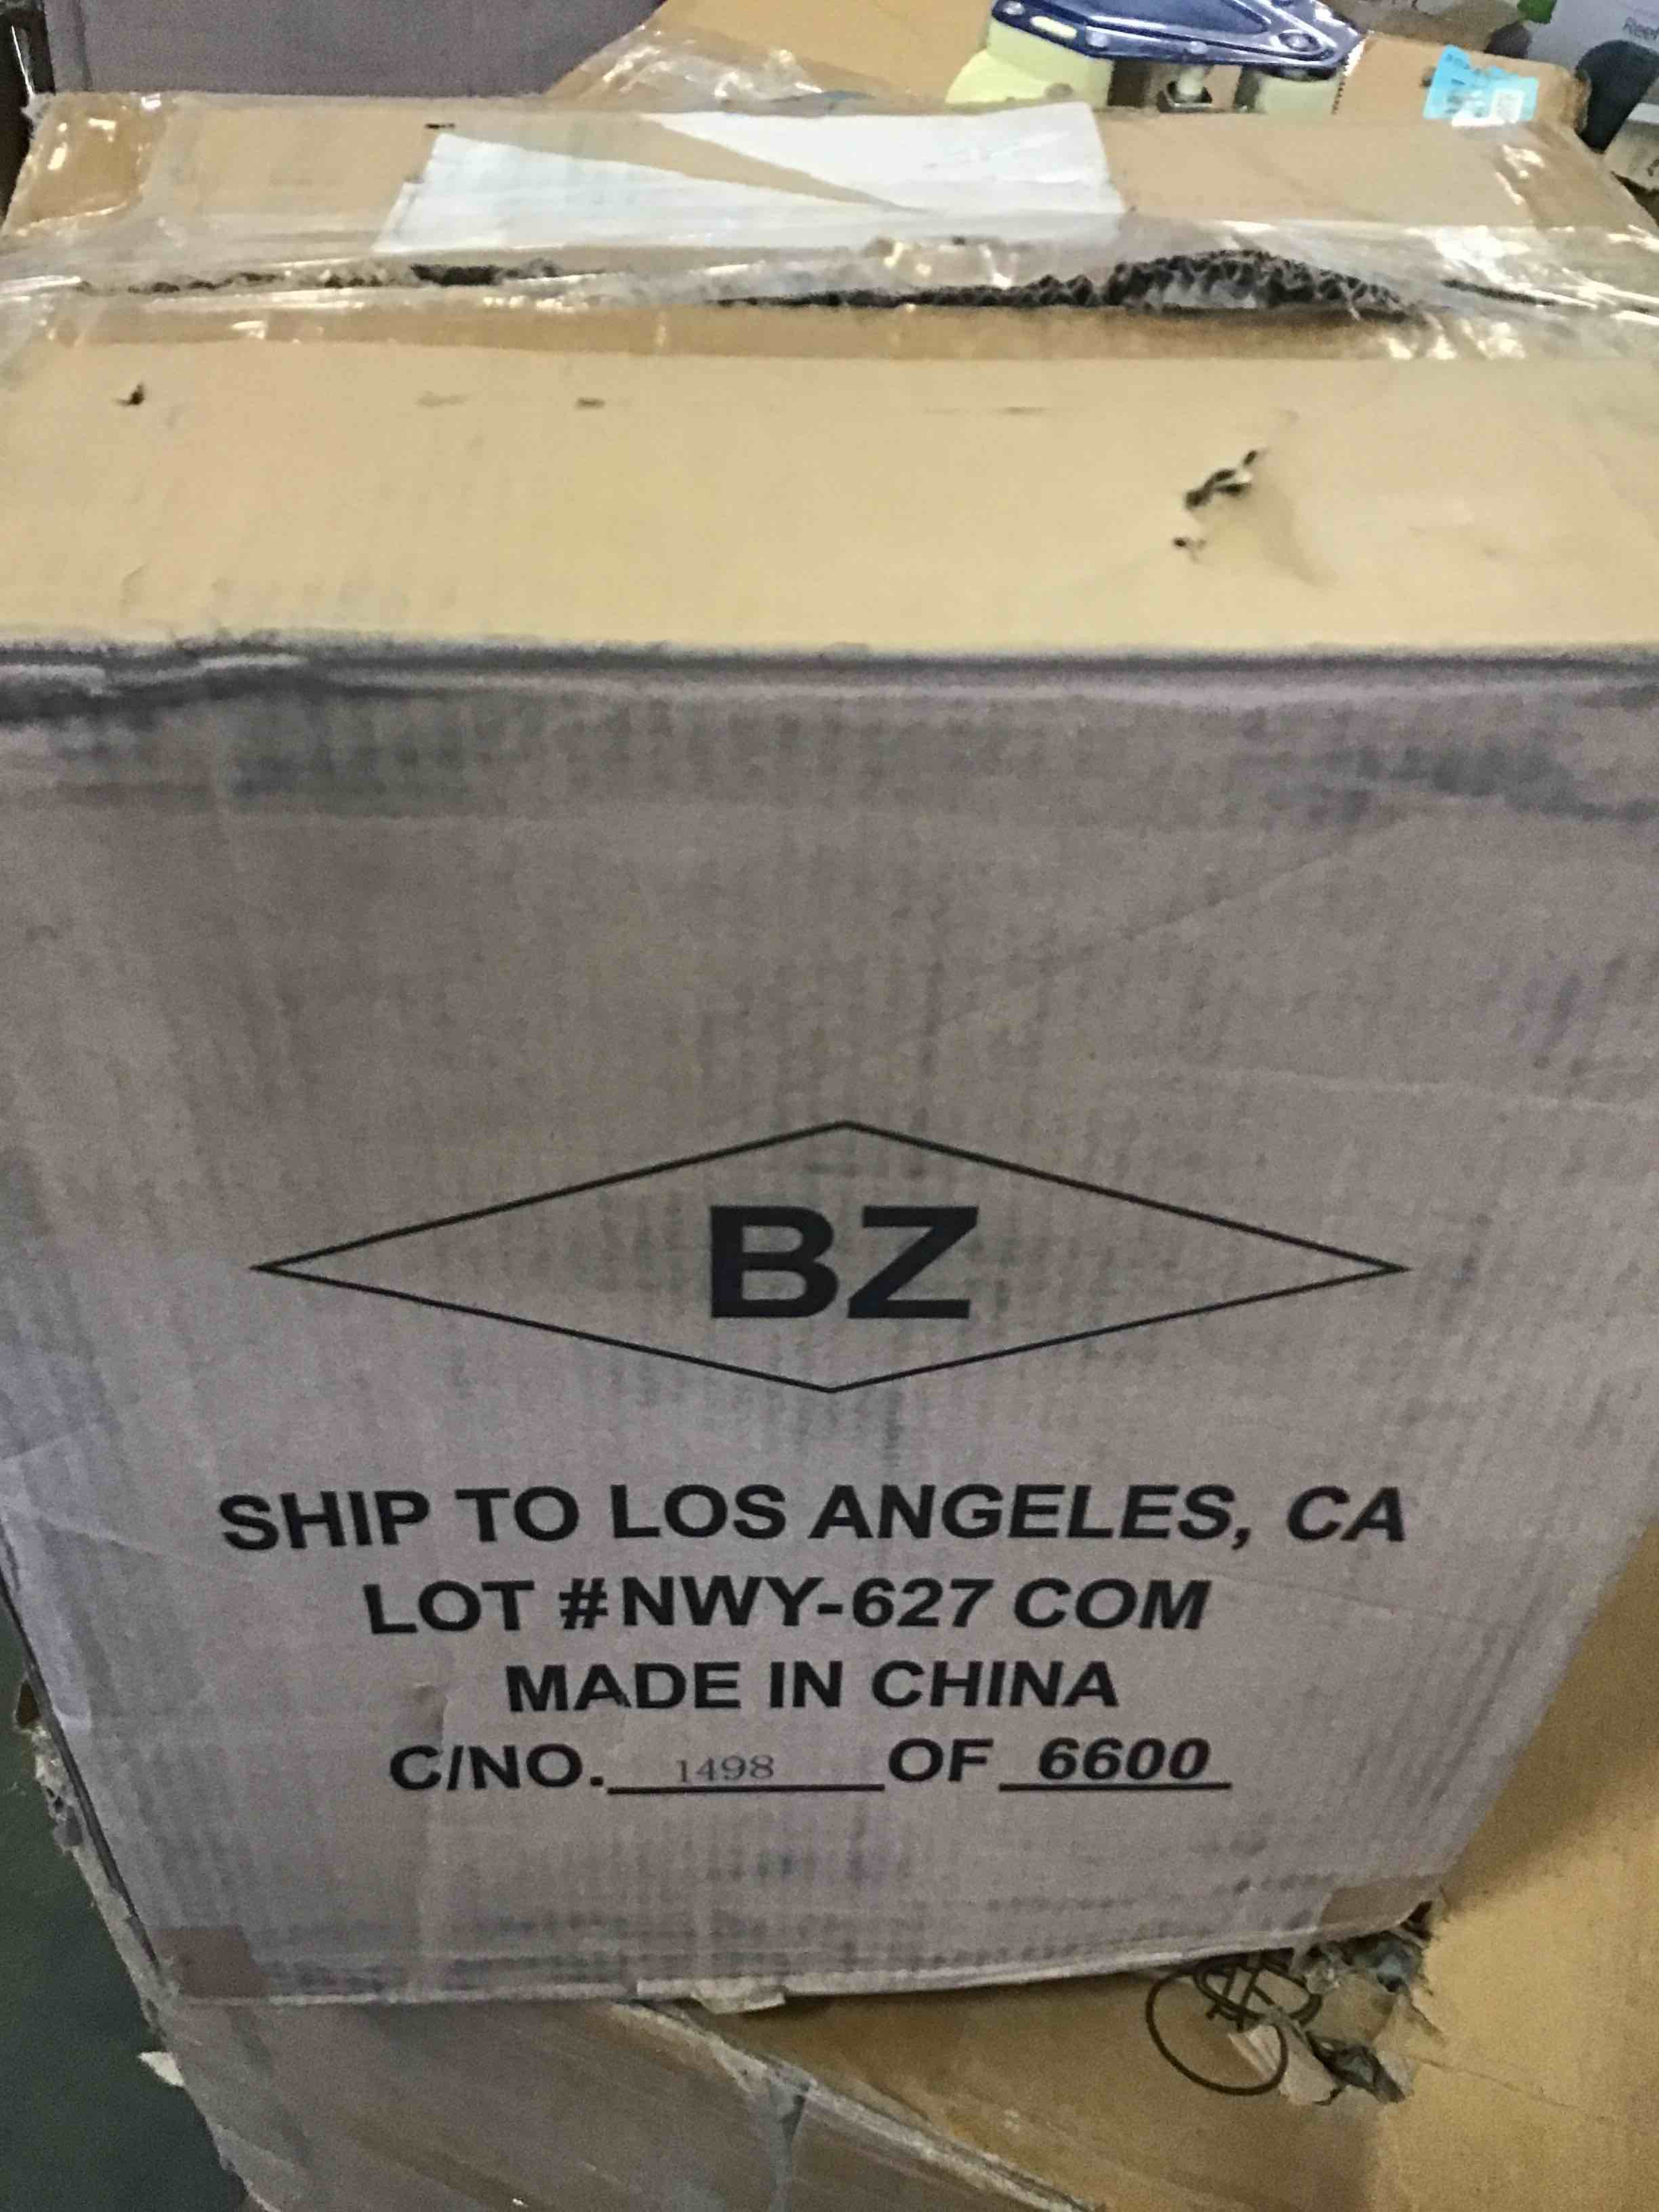 BZ
SHIP TO LOS ANGELES, CA
LOT #NWY-627 COM
MADE IN CHINA
C/NO. 1498 OF 6600